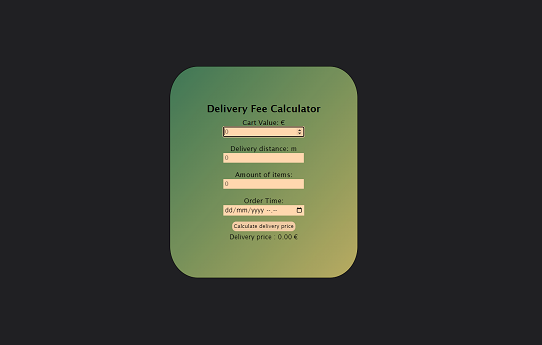 Delivery Fee Calculator
Cart Value: €
0
Delivery distance: m
0
Amount of items:
0
Order Time:
dd/mm/yyyy --.--
Calculate delivery price
Delivery price : 0.00 €